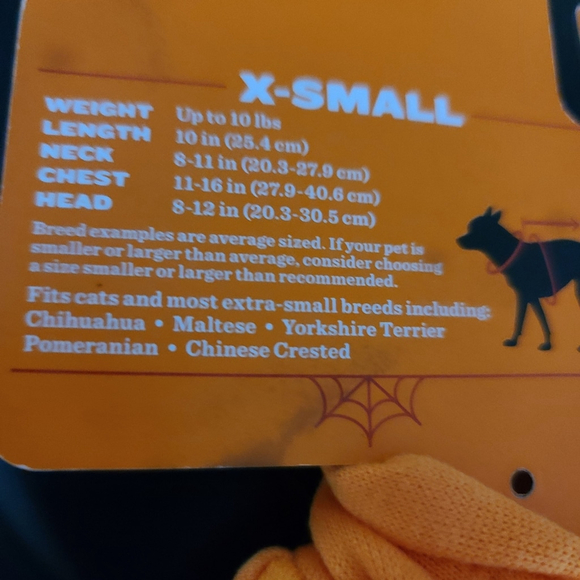 X-SMALL
WEIGHT Up to 10 lbs
LENGTH 10 in (25.4 cm)
NECK 8-11 in (20.3-27.9 cm)
CHEST 11-16 in (27.9-40.6 cm)
HEAD 8-12 in (20.3-30.5 cm)
Breed examples are average sized. If your pet is
smaller or larger than average, consider choosing
a size smaller or larger than recommended.
Fits cats and most extra-small breeds including:
Chihuahua • Maltese • Yorkshire Terrier
Pomeranian • Chinese Crested